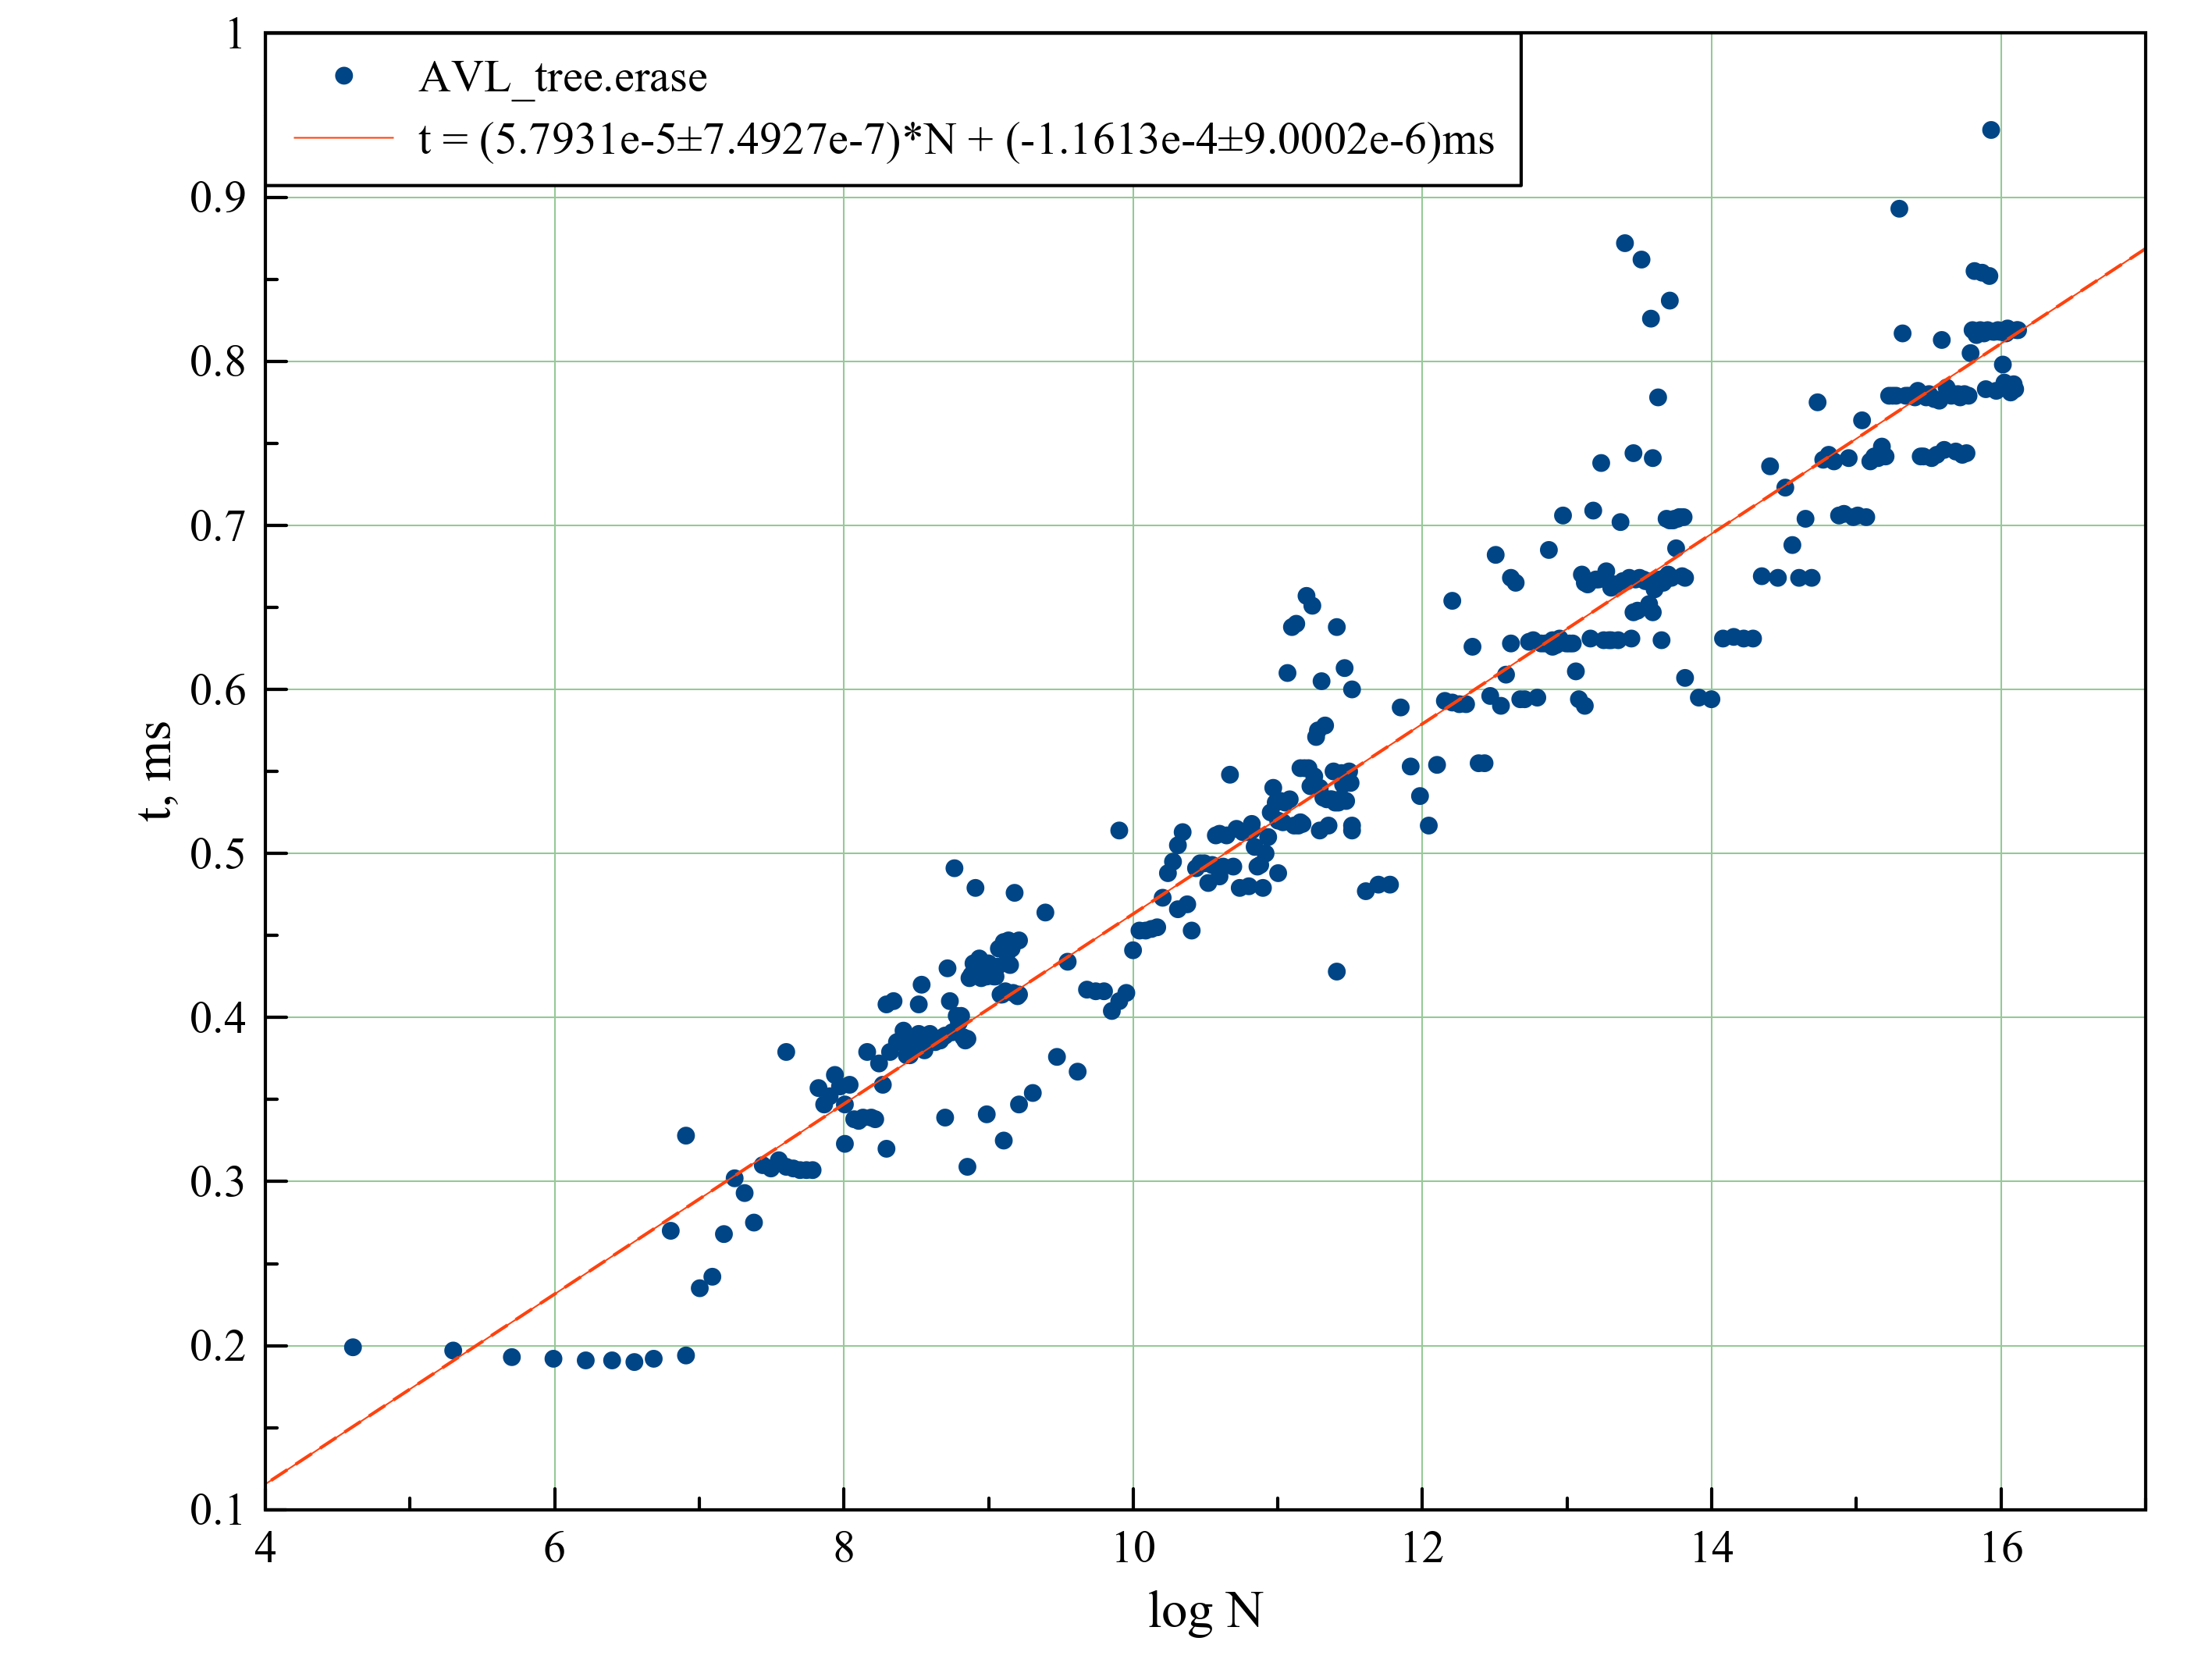 AVL_tree.erase
t = (5.7931e-5±7.4927e-7)*N + (-1.1613e-4±9.0002e-6)ms
1
0.9
0.8
0.7
0.6
0.5
0.4
0.3
0.2
0.1
t, ms
4 6 8 10 12 14 16
log N